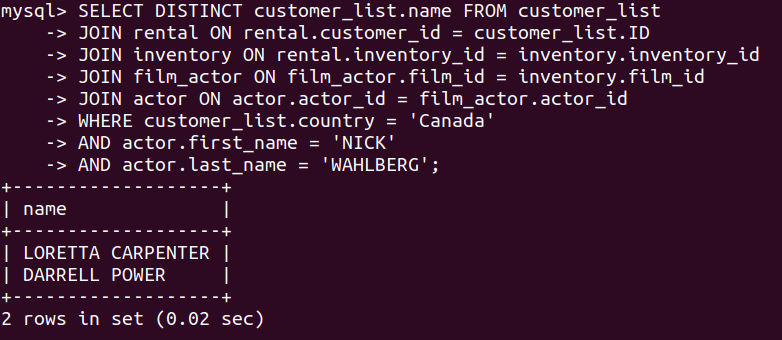 mysql> SELECT DISTINCT customer_list.name FROM customer_list
    -> JOIN rental ON rental.customer_id = customer_list.ID
    -> JOIN inventory ON rental.inventory_id = inventory.inventory_id
    -> JOIN film_actor ON film_actor.film_id = inventory.film_id
    -> JOIN actor ON actor.actor_id = film_actor.actor_id
    -> WHERE customer_list.country = 'Canada'
    -> AND actor.first_name = 'NICK'
    -> AND actor.last_name = 'WAHLBERG';
+-------------------+
| name              |
+-------------------+
| LORETTA CARPENTER |
| DARRELL POWER     |
+-------------------+
2 rows in set (0.02 sec)